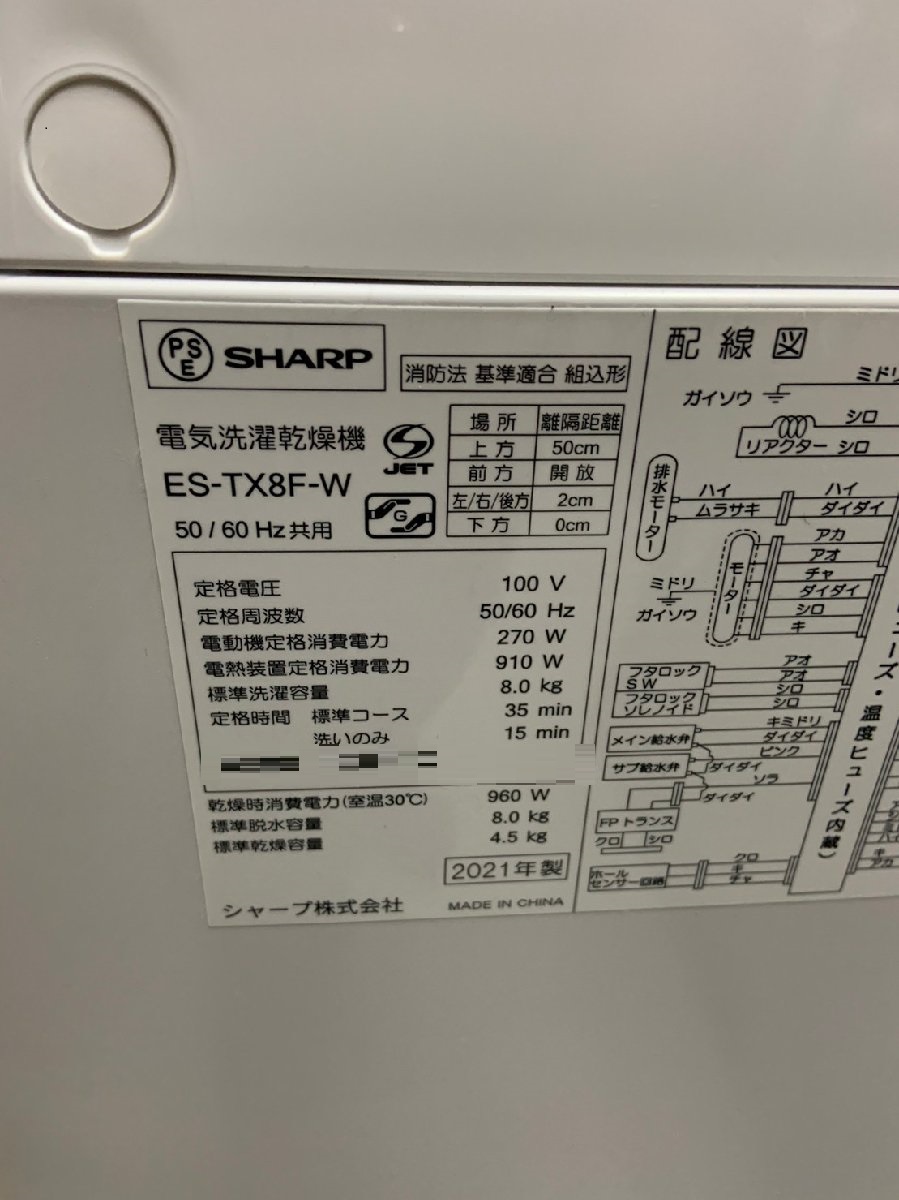 PSE SHARP
消防法 基準適合 組込形
電気洗濯乾燥機
JET
ES-TX8F-W
G
50/60 Hz共用
場所 離隔距離
上方 50cm
前方 開放
左/右/後方 2cm
下方 0cm
定格電圧 100 V
定格周波数 50/60 Hz
電動機定格消費電力 270 W
電熱装置定格消費電力 910 W
標準洗濯容量 8.0 kg
定格時間 標準コース 35 min
洗いのみ 15 min
乾燥時消費電力(室温30℃) 960 W
標準脱水容量 8.0 kg
標準乾燥容量 4.5 kg
2021年製
シャープ株式会社 MADE IN CHINA
配線図
ミドリ
ガイソウ
シロ
リアクター シロ
排水モーター
ハイ ハイ
ムラサキ ダイダイ
モーター
アカ
アオ
チャ
ダイダイ
シロ
キ
ミドリ
ガイソウ
フタロック
SW
アオ
アオ
フタロック
ソレノイド
シロ
シロ
メイン給水弁
キミドリ
ダイダイ
ピンク
サブ給水弁
ダイダイ ソラ
ダイダイ
FPトランス
クロ シロ
ホール
センサー回路
クロ
キ
チャ
ヒューズ・温度ヒューズ内蔵)
キ
アカ